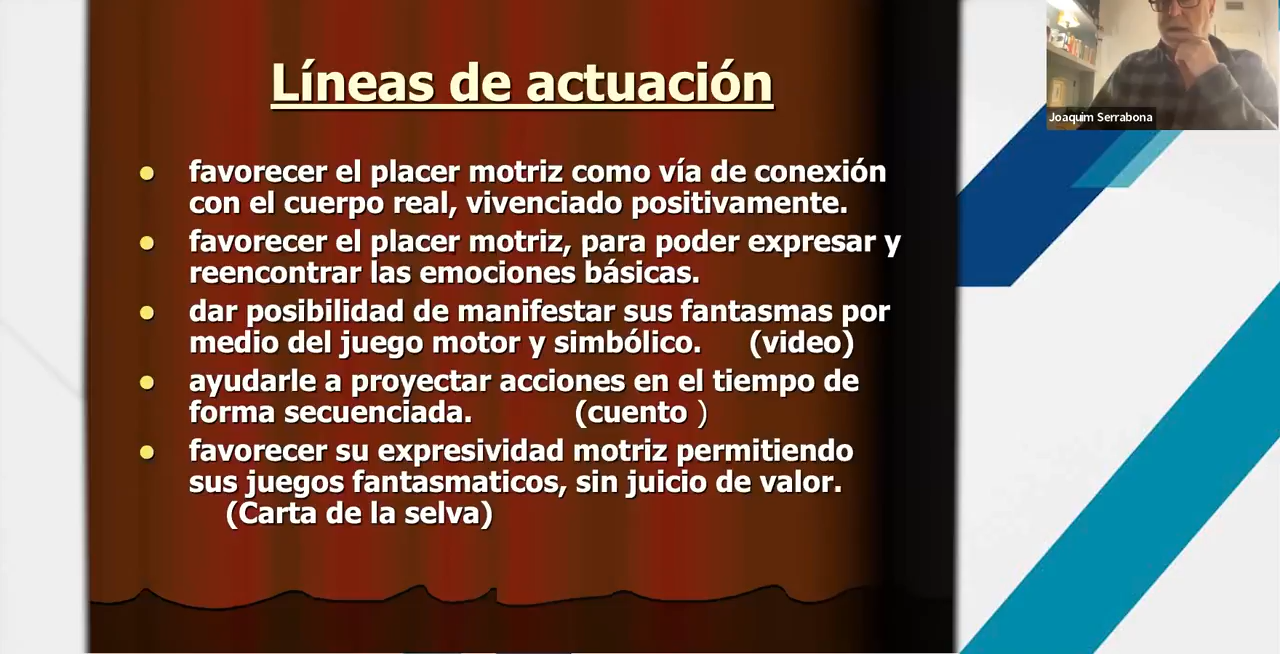 Líneas de actuación
favorecer el placer motriz como vía de conexión
con el cuerpo real, vivenciado positivamente.
favorecer el placer motriz, para poder expresar y
reencontrar las emociones básicas.
dar posibilidad de manifestar sus fantasmas por
medio del juego motor y simbólico. (video)
ayudarle a proyectar acciones en el tiempo de
forma secuenciada. (cuento )
favorecer su expresividad motriz permitiendo
sus juegos fantasmaticos, sin juicio de valor.
(Carta de la selva)
Joaquim Serrabona